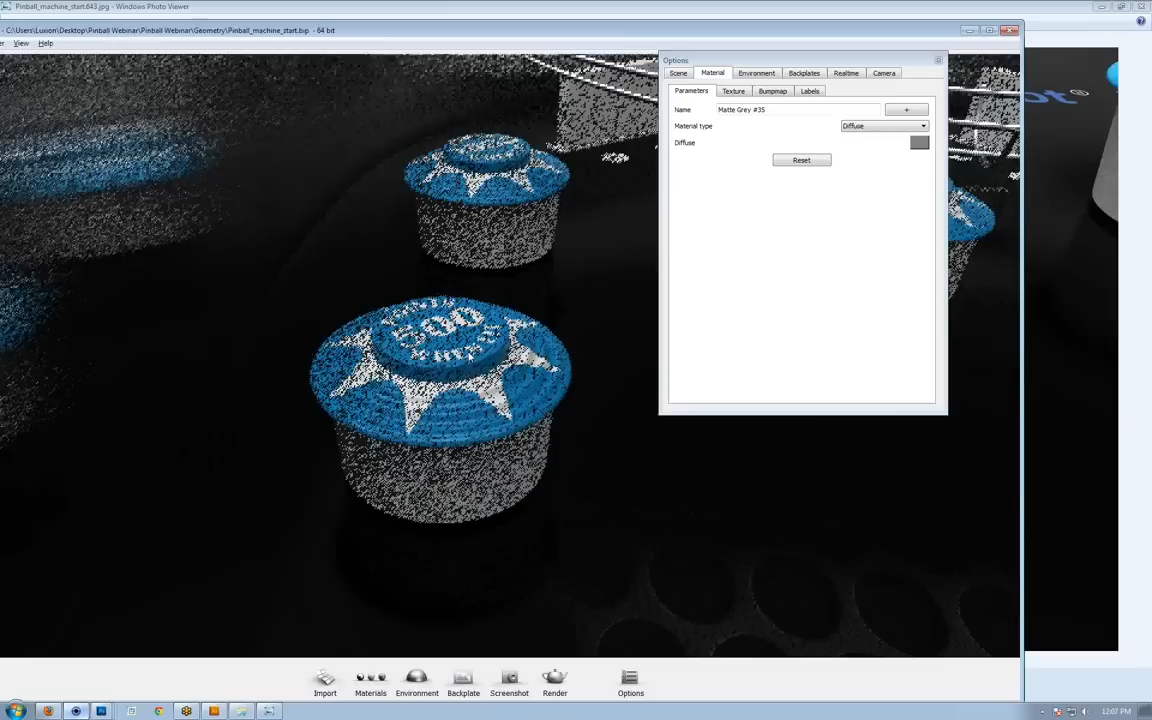 Pinball_machine_start.643.jpg - Windows Photo Viewer
- C:\Users\Luxion\Desktop\Pinball Webinar\Pinball Webinar\Geometry\Pinball_machine_start.bip - 64 bit
View Help
Options
Scene Material Environment Backplates Realtime Camera
Parameters Texture Bumpmap Labels
Name Matte Grey #35 +
Material type Diffuse
Diffuse
Reset
500
Import Materials Environment Backplate Screenshot Render Options
12:07 PM